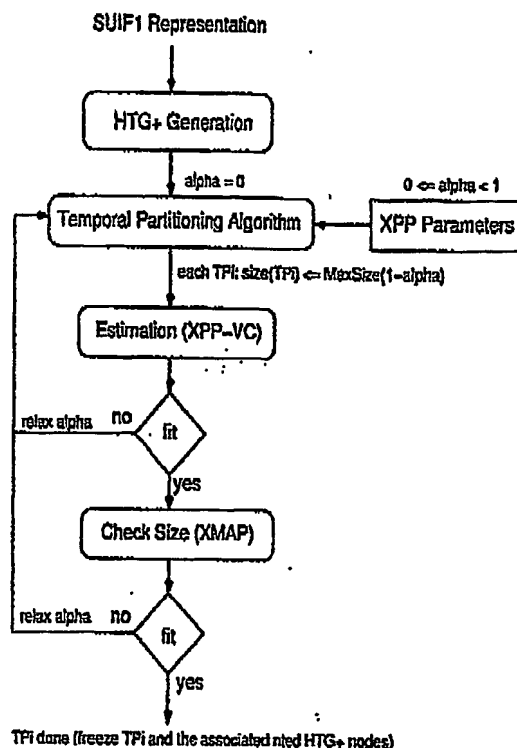 SUIF1 Representation
HTG+ Generation
alpha = 0
0 <= alpha < 1
Temporal Partitioning Algorithm
XPP Parameters
each TPi: size(TPi) <= MaxSize(1-alpha)
Estimation (XPP-VC)
relax alpha
no
fit
yes
Check Size (XMAP)
relax alpha
no
fit
yes
TPi done (freeze TPi and the associated HTG+ nodes)